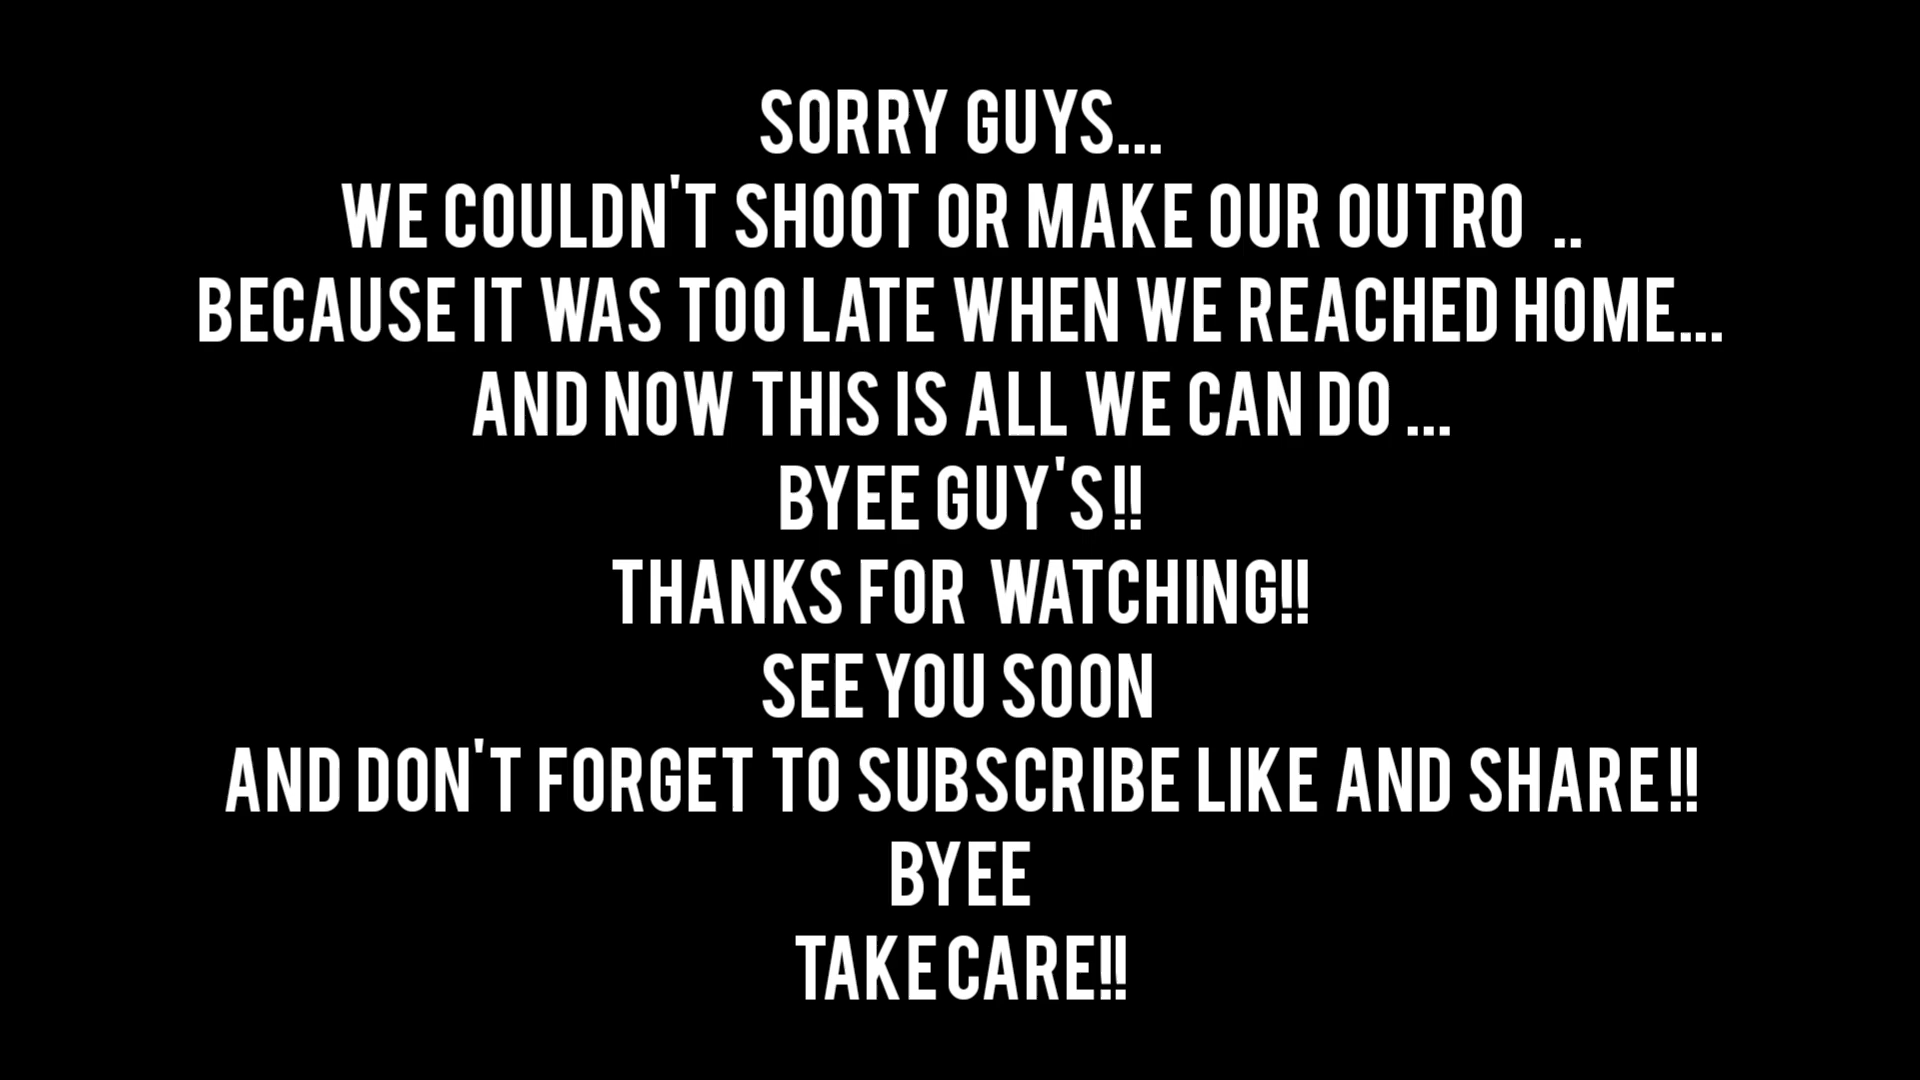 SORRY GUYS...
WE COULDN'T SHOOT OR MAKE OUR OUTRO ..
BECAUSE IT WAS TOO LATE WHEN WE REACHED HOME...
AND NOW THIS IS ALL WE CAN DO ...
BYEE GUY'S!!
THANKS FOR WATCHING!!
SEE YOU SOON
AND DON'T FORGET TO SUBSCRIBE LIKE AND SHARE!!
BYEE
TAKE CARE!!